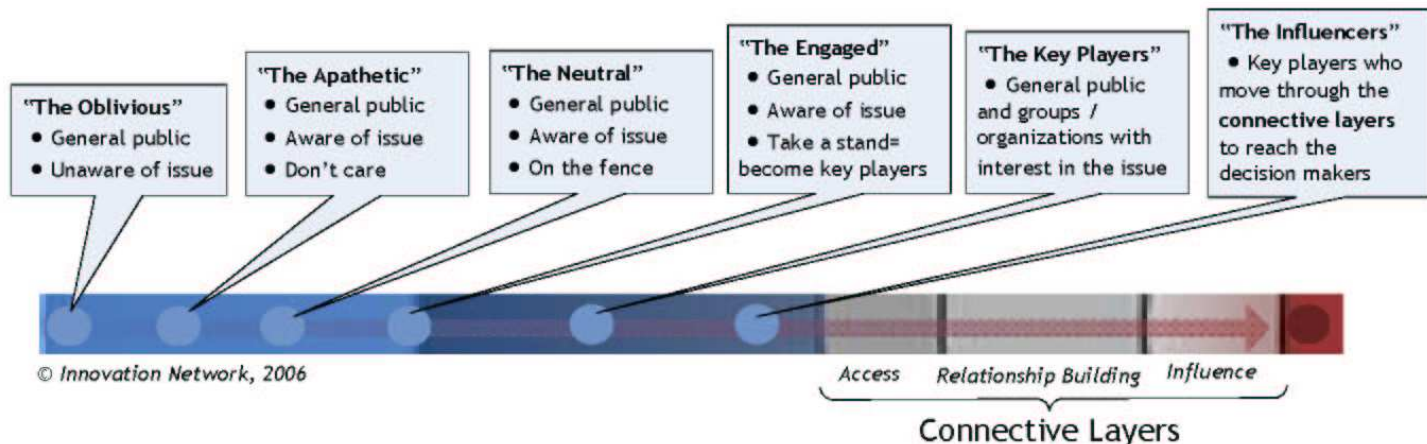 "The Oblivious"
● General public
● Unaware of issue
"The Apathetic"
● General public
● Aware of issue
● Don't care
"The Neutral"
● General public
● Aware of issue
● On the fence
"The Engaged"
● General public
● Aware of issue
● Take a stand=
become key players
"The Key Players"
● General public
and groups /
organizations with
interest in the issue
"The Influencers"
● Key players who
move through the
connective layers
to reach the
decision makers
© Innovation Network, 2006
Access
Relationship Building
Influence
Connective Layers